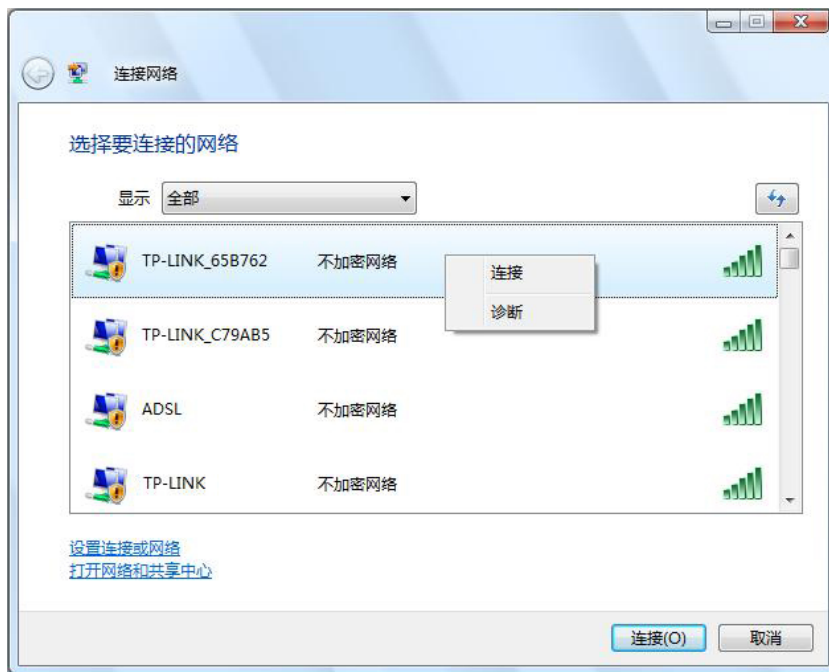 连接网络
选择要连接的网络
显示 全部
TP-LINK_65B762 不加密网络
连接
诊断
TP-LINK_C79AB5 不加密网络
ADSL 不加密网络
TP-LINK 不加密网络
设置连接或网络
打开网络和共享中心
连接(O) 取消